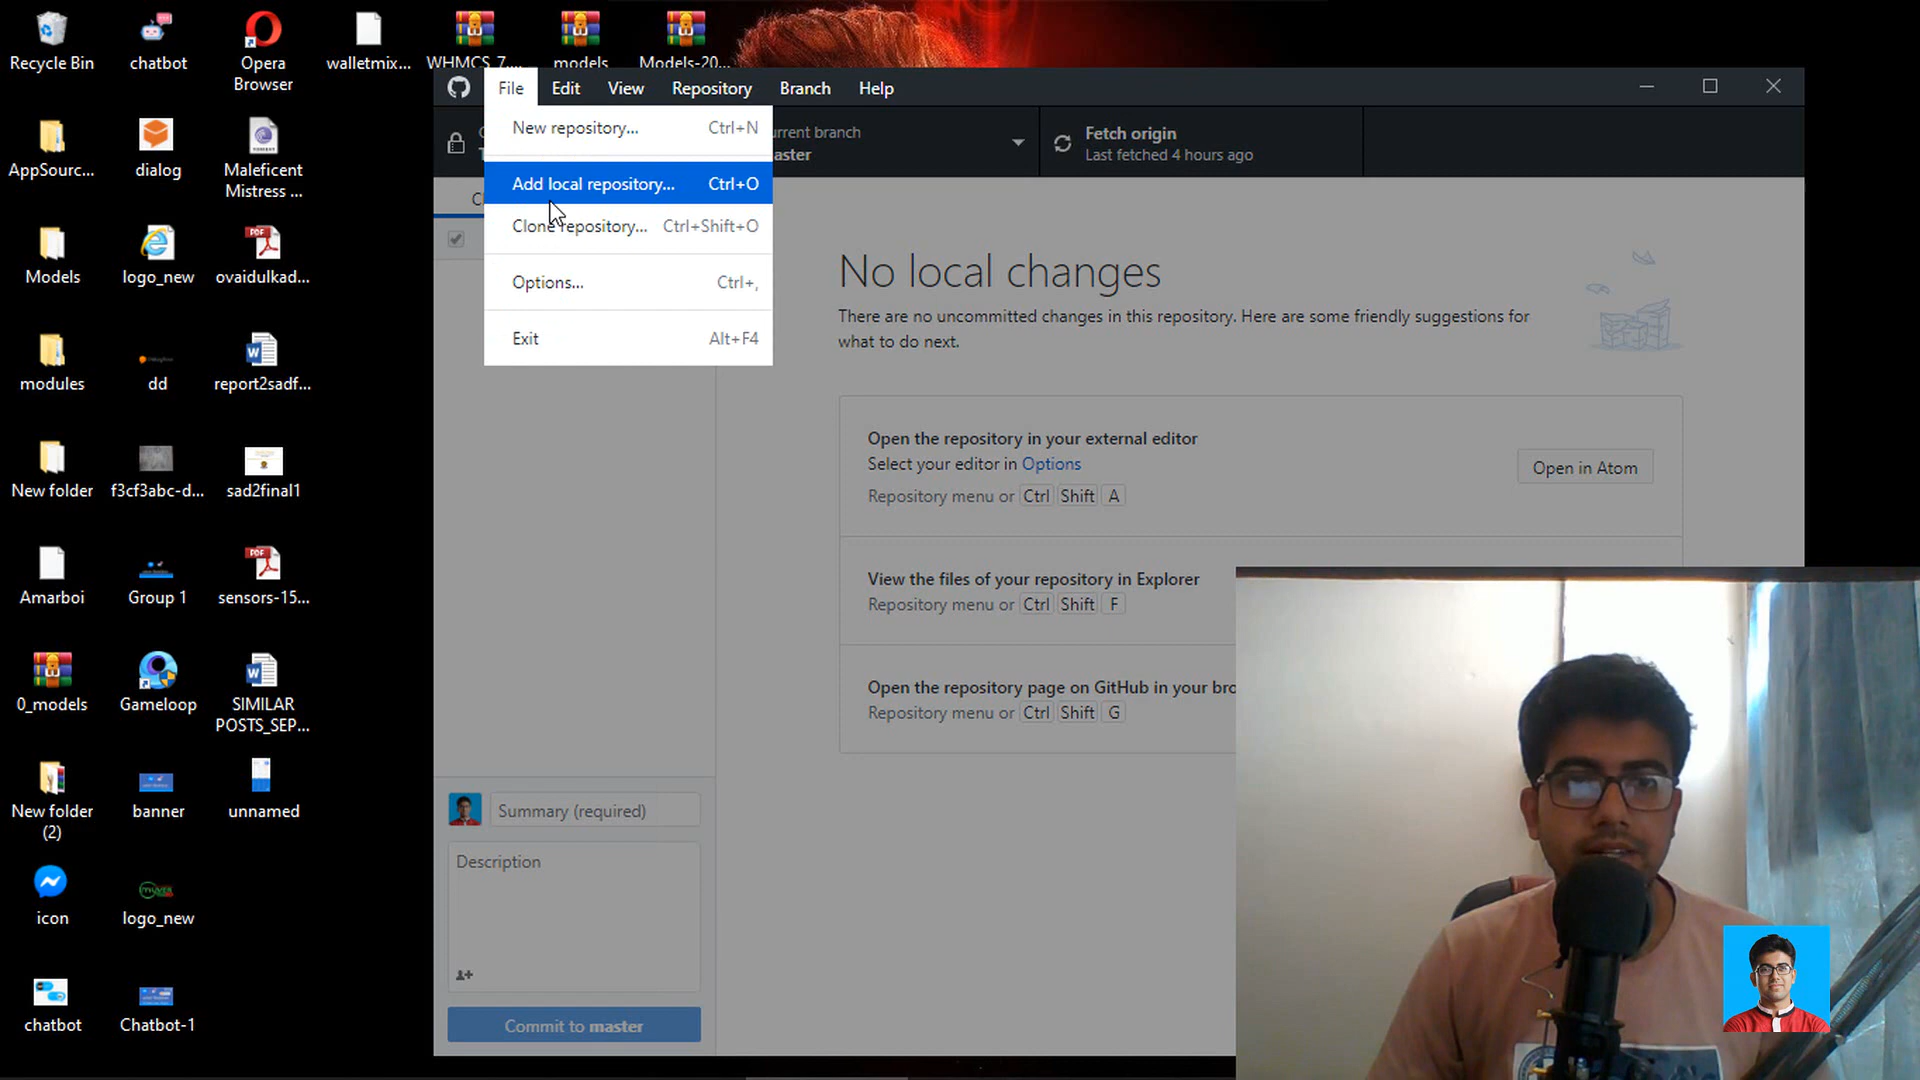 Recycle Bin
chatbot
Opera
Browser
walletmix...
WHMCS_7....
models
Models-20...
AppSourc...
dialog
Maleficent
Mistress ...
Models
logo_new
ovaidulkad...
modules
dd
report2sadf...
New folder
f3cf3abc-d...
sad2final1
Amarboi
Group 1
sensors-15...
0_models
Gameloop
SIMILAR
POSTS_SEP...
New folder
(2)
banner
unnamed
icon
logo_new
chatbot
Chatbot-1
File Edit View Repository Branch Help
New repository... Ctrl+N
Add local repository... Ctrl+O
Clone repository... Ctrl+Shift+O
Options... Ctrl+,
Exit Alt+F4
urrent branch
aster
Fetch origin
Last fetched 4 hours ago
No local changes
There are no uncommitted changes in this repository. Here are some friendly suggestions for
what to do next.
Open the repository in your external editor
Select your editor in Options
Repository menu or Ctrl Shift A
Open in Atom
View the files of your repository in Explorer
Repository menu or Ctrl Shift F
Open the repository page on GitHub in your bro
Repository menu or Ctrl Shift G
Summary (required)
Description
Commit to master